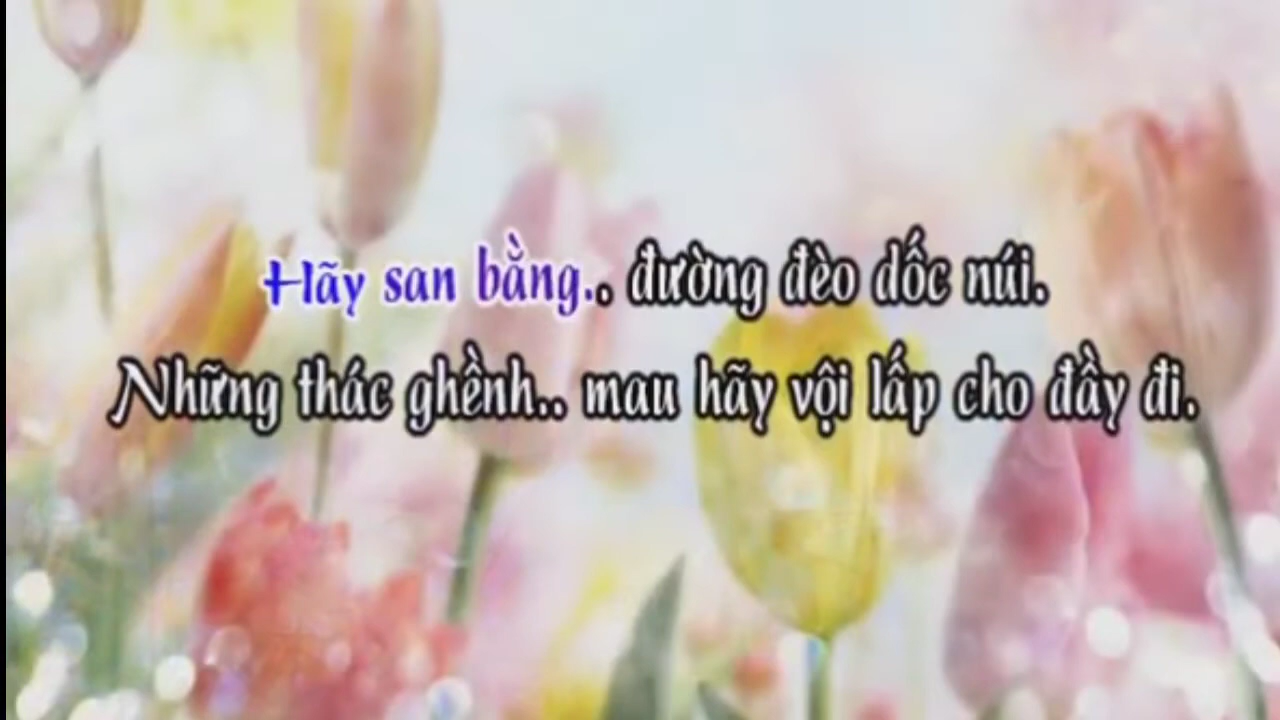 Hãy san bằng.. đường đèo dốc núi.
Những thác ghềnh.. mau hãy vội lấp cho đầy đi.